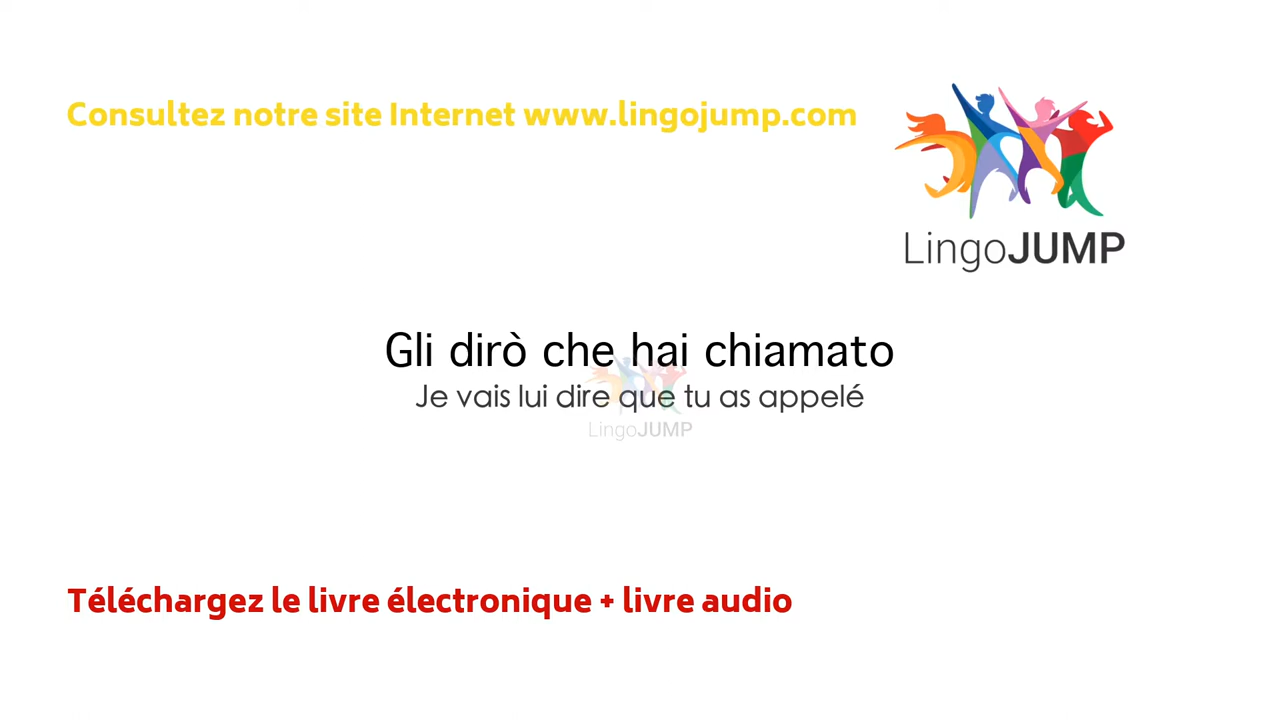 Consultez notre site Internet www.lingojump.com
LingoJUMP
Gli dirò che hai chiamato
Je vais lui dire que tu as appelé
LingoJUMP
Téléchargez le livre électronique + livre audio